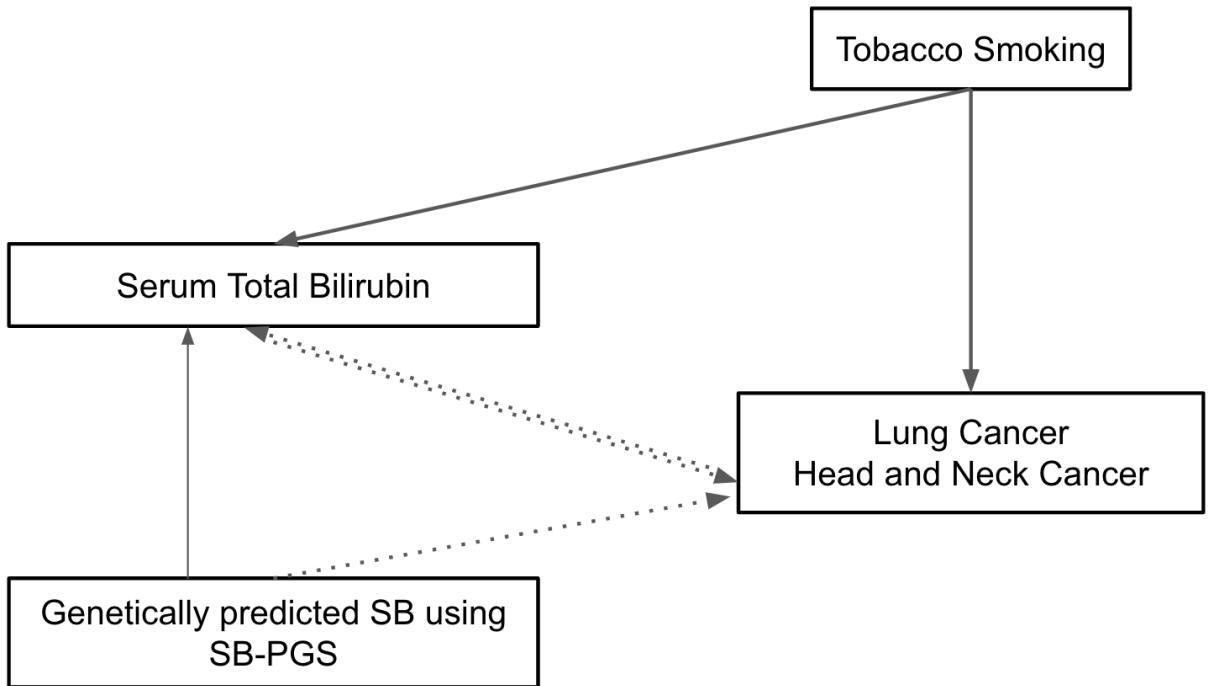 Tobacco Smoking
Serum Total Bilirubin
Lung Cancer
Head and Neck Cancer
Genetically predicted SB using
SB-PGS